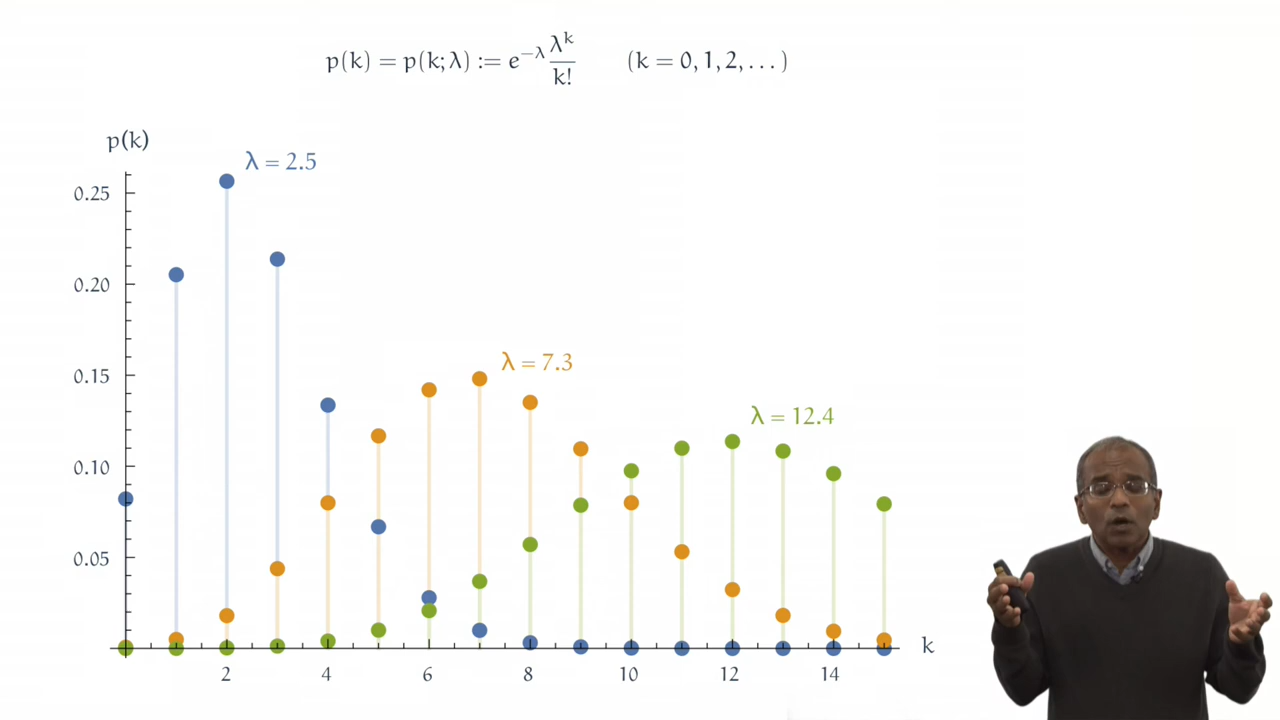 p(k) = p(k; λ) := e^{−λ} λ^k / k!   (k = 0, 1, 2, . . . )
p(k)
λ = 2.5
0.25
0.20
λ = 7.3
0.15
λ = 12.4
0.10
0.05
k
2 4 6 8 10 12 14